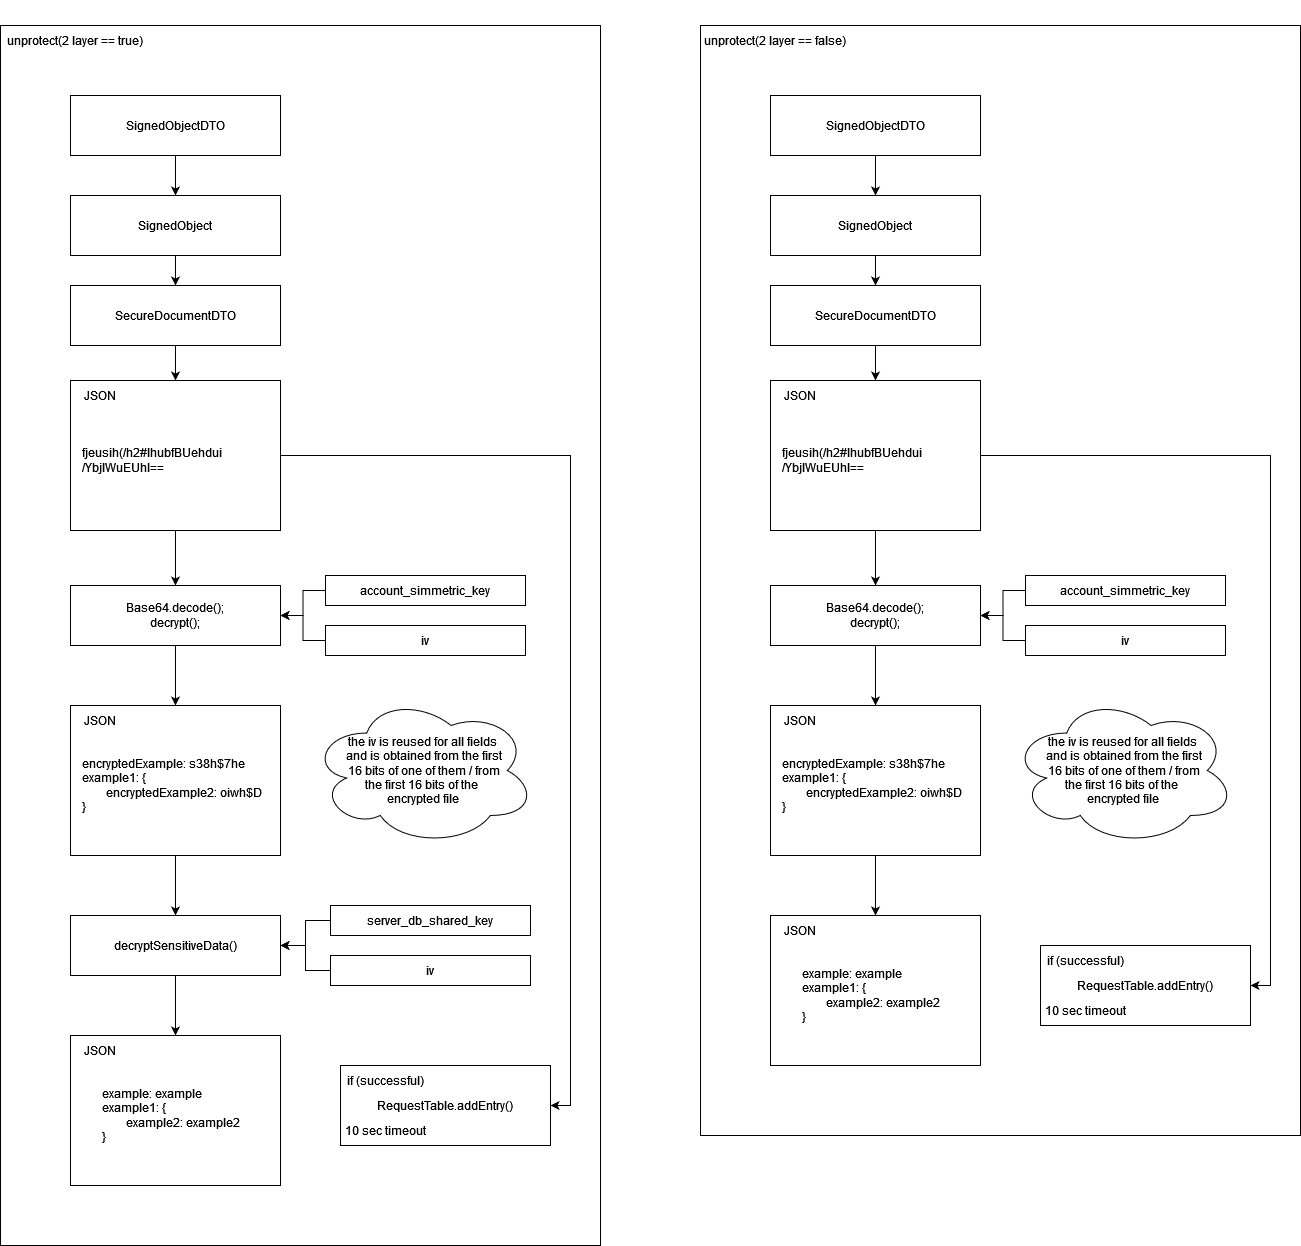 unprotect(2 layer == true)
SignedObjectDTO
SignedObject
SecureDocumentDTO
JSON
fjeusih(/h2#IhubfBUehdui
/YbjIWuEUhI==
Base64.decode();
decrypt();
account_simmetric_key
iv
JSON
encryptedExample: s38h$7he
example1: {
encryptedExample2: oiwh$D
}
the iv is reused for all fields
and is obtained from the first
16 bits of one of them / from
the first 16 bits of the
encrypted file
decryptSensitiveData()
server_db_shared_key
iv
JSON
example: example
example1: {
example2: example2
}
if (successful)
RequestTable.addEntry()
10 sec timeout
unprotect(2 layer == false)
SignedObjectDTO
SignedObject
SecureDocumentDTO
JSON
fjeusih(/h2#IhubfBUehdui
/YbjIWuEUhI==
Base64.decode();
decrypt();
account_simmetric_key
iv
JSON
encryptedExample: s38h$7he
example1: {
encryptedExample2: oiwh$D
}
the iv is reused for all fields
and is obtained from the first
16 bits of one of them / from
the first 16 bits of the
encrypted file
JSON
example: example
example1: {
example2: example2
}
if (successful)
RequestTable.addEntry()
10 sec timeout